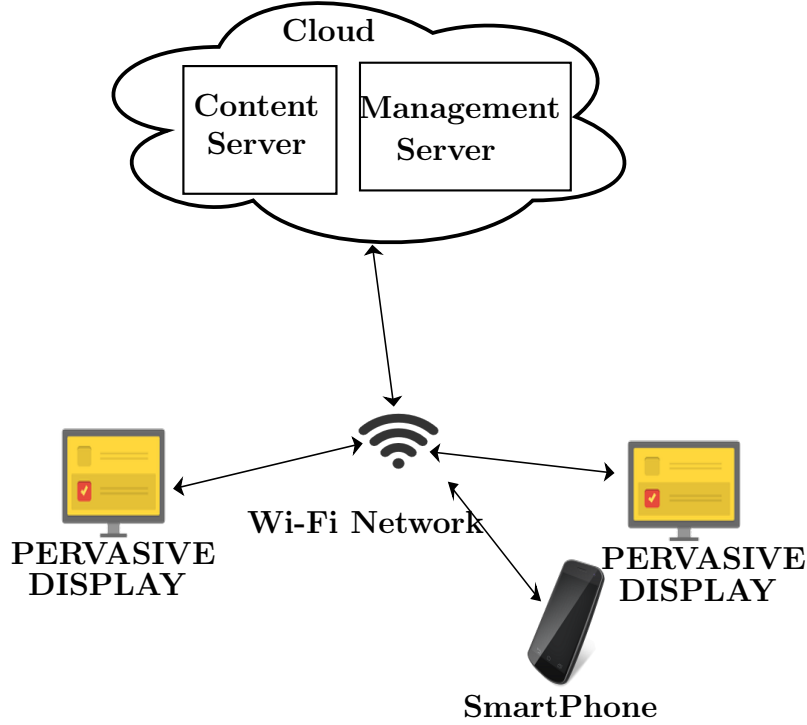 Cloud
Content
Server
Management
Server
Wi-Fi Network
PERVASIVE
DISPLAY
PERVASIVE
DISPLAY
SmartPhone